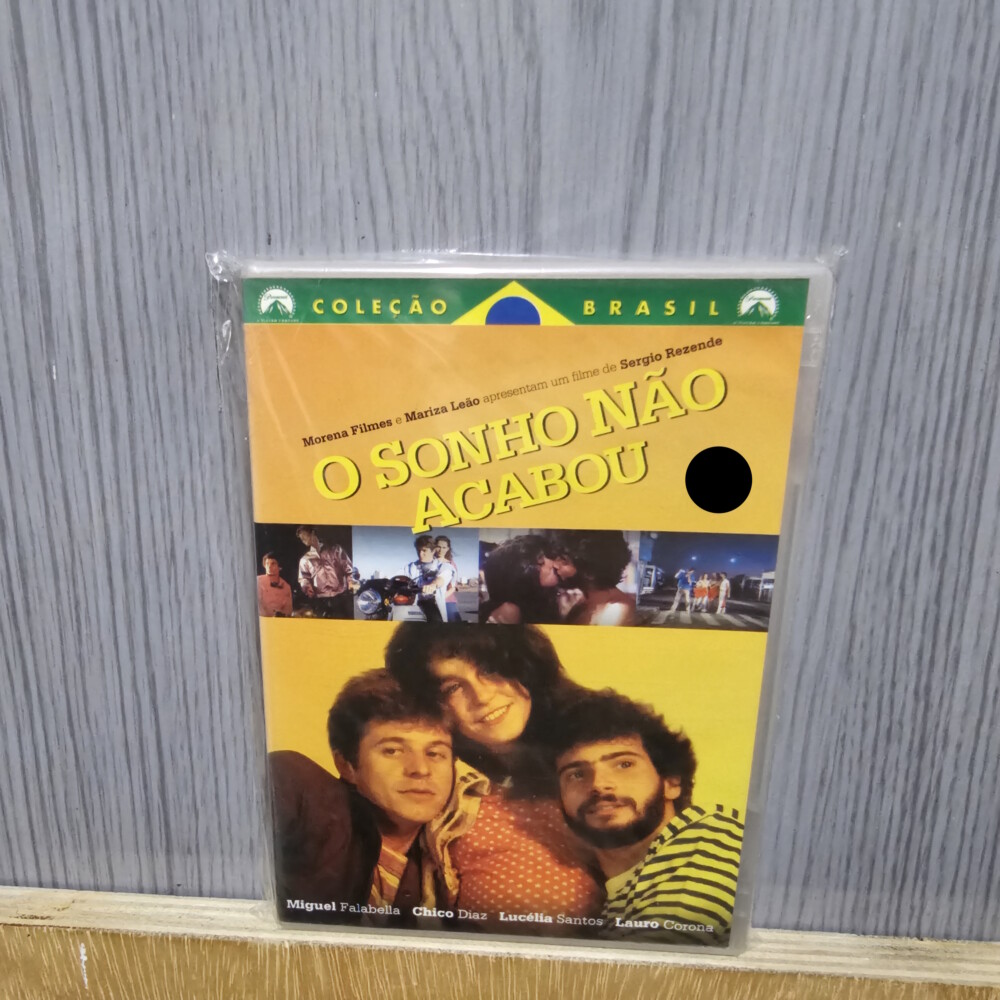 COLEÇÃO BRASIL
Morena Filmes e Mariza Leão apresentam um filme de Sergio Rezende
O SONHO NÃO
ACABOU
Miguel Falabella Chico Diaz Lucélia Santos Lauro Corona